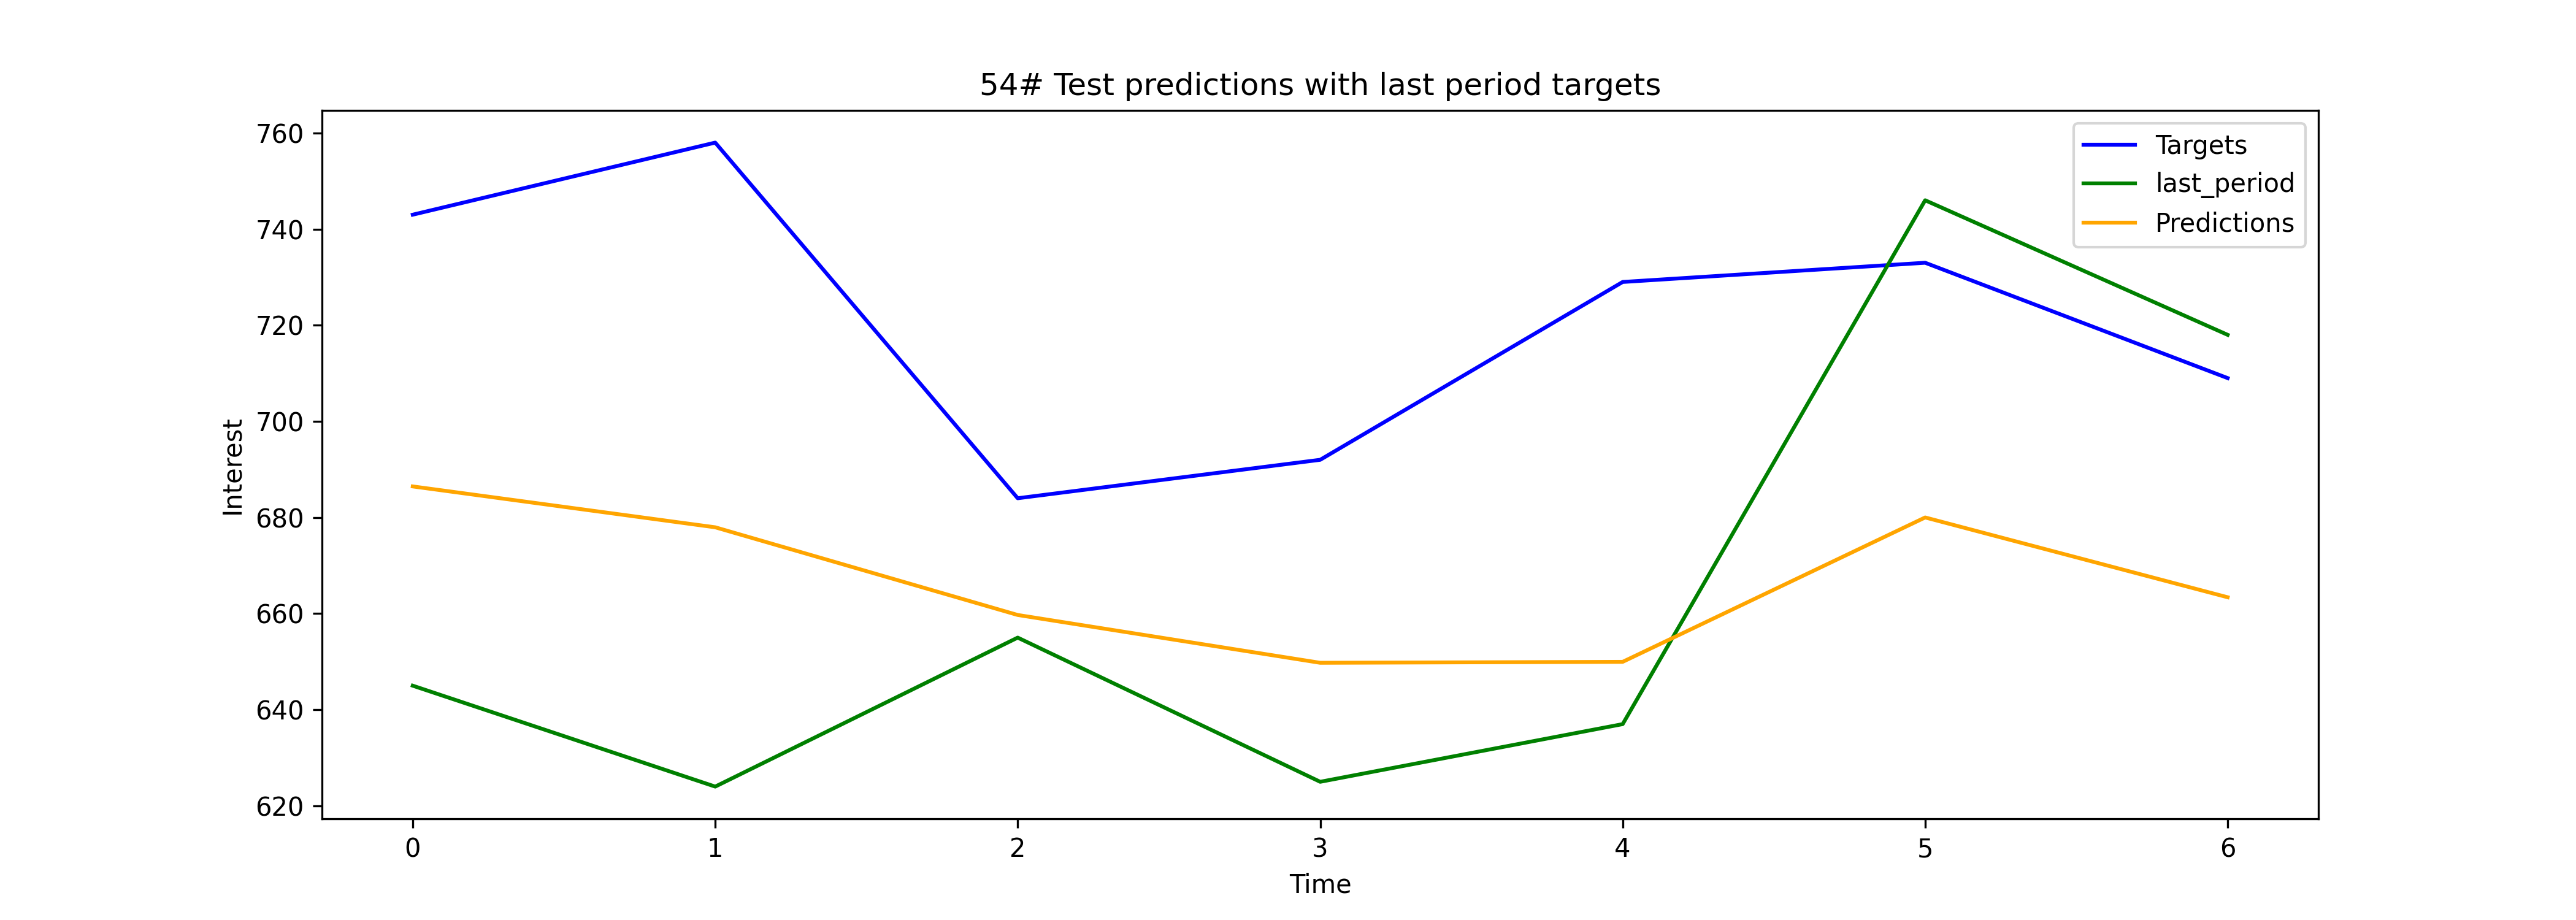 54# Test predictions with last period targets
760
740
720
700
680
660
640
620
Interest
Targets
last_period
Predictions
0 1 2 3 4 5 6
Time